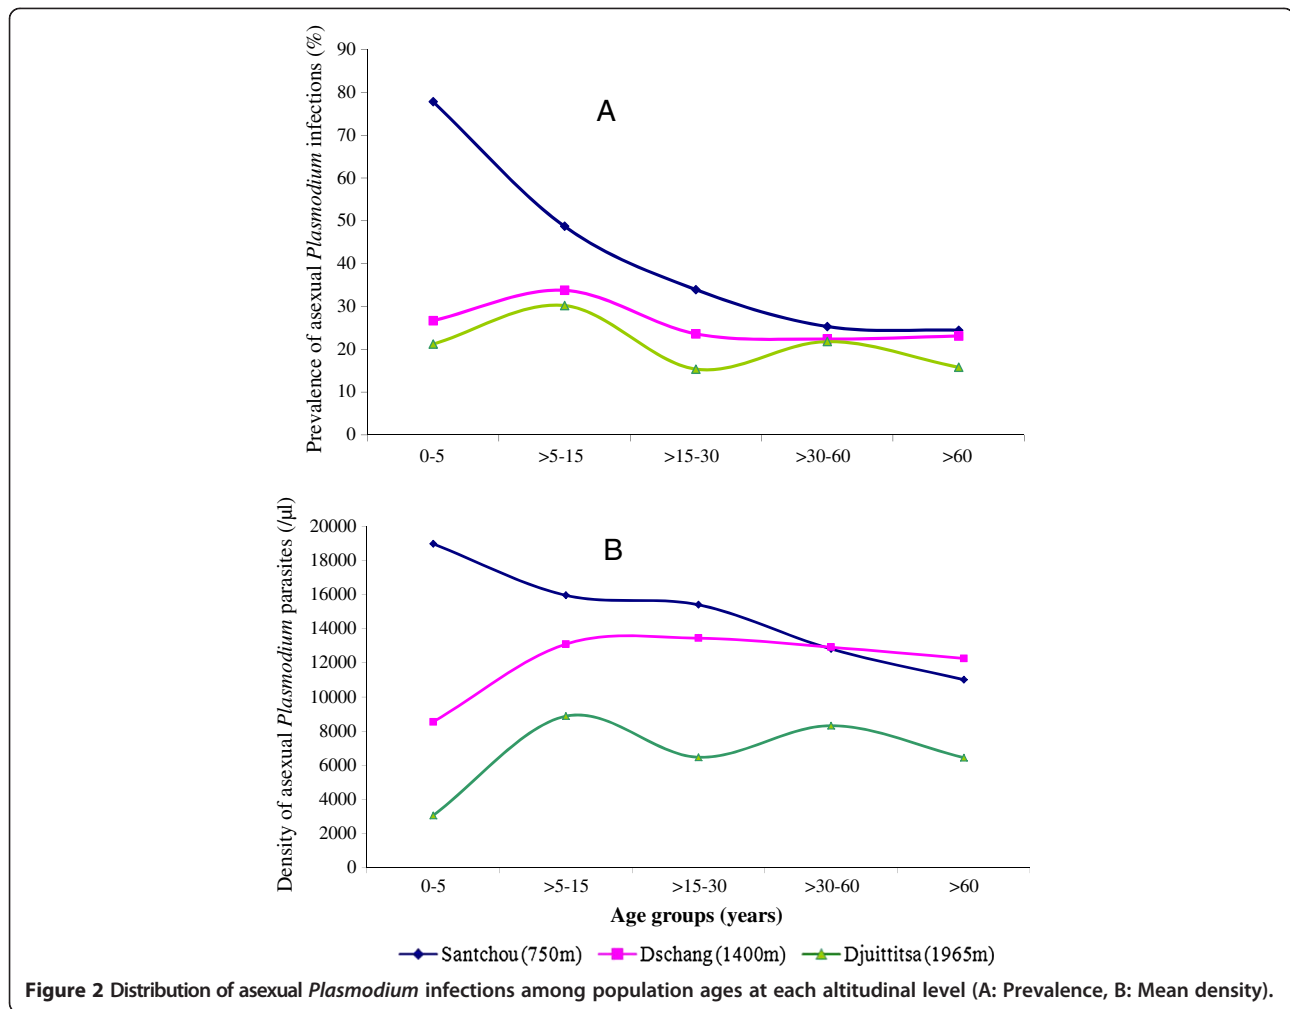 Prevalence of asexual Plasmodium infections (%)
90
80
70
60
50
40
30
20
10
0
A
0-5 >5-15 >15-30 >30-60 >60
Density of asexual Plasmodium parasites (/µl)
20000
18000
16000
14000
12000
10000
8000
6000
4000
2000
0
B
0-5 >5-15 >15-30 >30-60 >60
Age groups (years)
Santchou (750m) Dschang (1400m) Djuittitsa (1965m)
Figure 2 Distribution of asexual Plasmodium infections among population ages at each altitudinal level (A: Prevalence, B: Mean density).